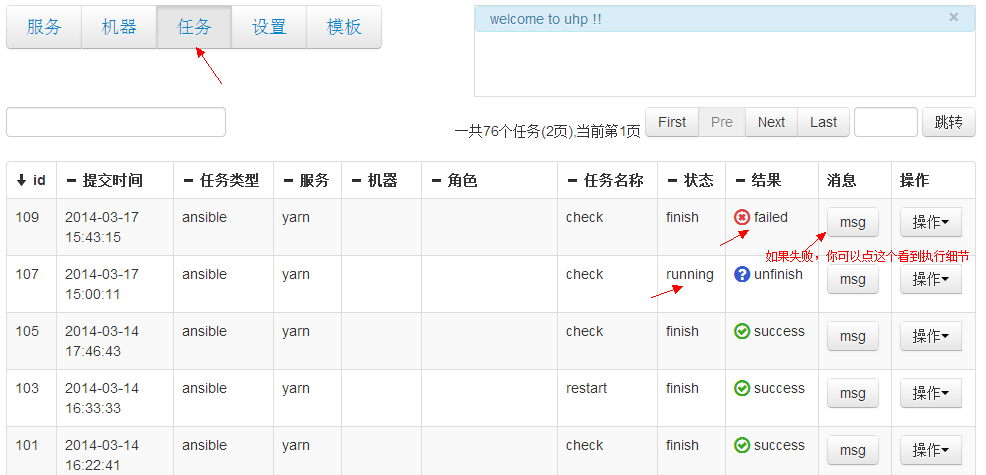 服务 机器 任务 设置 模板
welcome to uhp !! ×
一共76个任务(2页),当前第1页 First Pre Next Last 跳转
id 提交时间 任务类型 服务 机器 角色 任务名称 状态 结果 消息 操作
109 2014-03-17 ansible yarn check finish failed msg 操作
15:43:15
如果失败，你可以点这个看到执行细节
107 2014-03-17 ansible yarn check running unfinish msg 操作
15:00:11
105 2014-03-14 ansible yarn check finish success msg 操作
17:46:43
103 2014-03-14 ansible yarn restart finish success msg 操作
16:33:33
101 2014-03-14 ansible yarn check finish success msg 操作
16:22:41